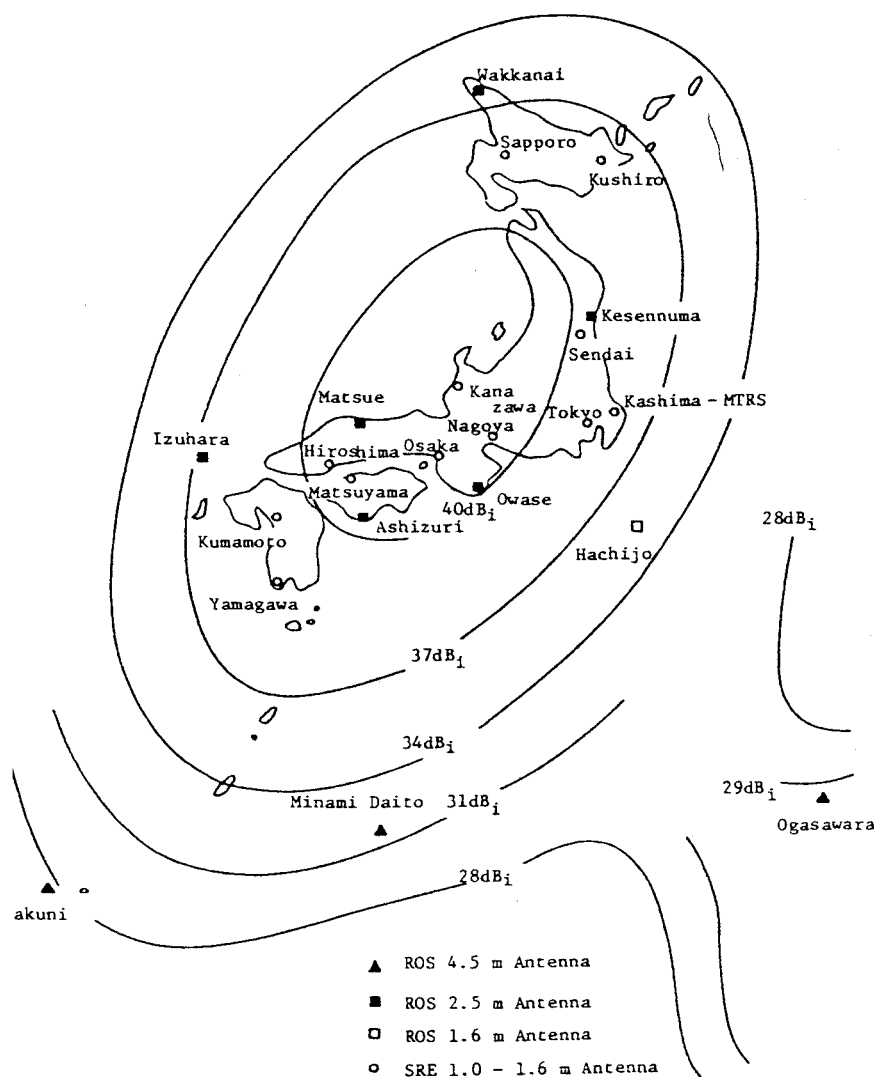 Wakkanai
Sapporo
Kushiro
Kesennuma
Sendai
Matsue
Kana
zawa
Kashima - MTRS
Tokyo
Nagoya
Izuhara
Hiroshima
Osaka
Matsuyama
Owase
40dBi
Ashizuri
28dBi
Kumamoto
Hachijo
Yamagawa
37dBi
34dBi
29dBi
Minami Daito
31dBi
Ogasawara
28dBi
akuni
ROS 4.5 m Antenna
ROS 2.5 m Antenna
ROS 1.6 m Antenna
SRE 1.0 - 1.6 m Antenna